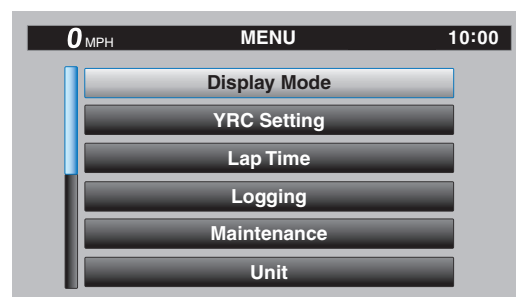 0 MPH MENU 10:00
Display Mode
YRC Setting
Lap Time
Logging
Maintenance
Unit